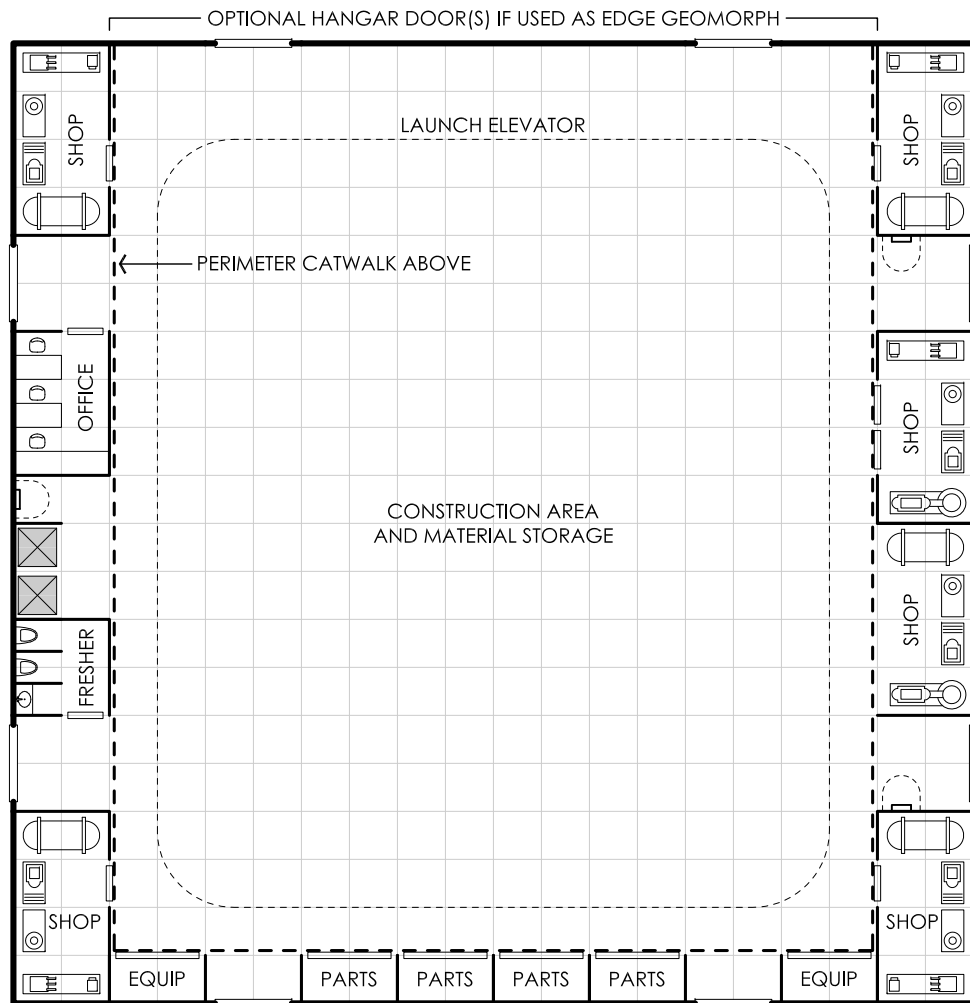 OPTIONAL HANGAR DOOR(S) IF USED AS EDGE GEOMORPH
LAUNCH ELEVATOR
SHOP
SHOP
PERIMETER CATWALK ABOVE
OFFICE
SHOP
CONSTRUCTION AREA
AND MATERIAL STORAGE
FRESHER
SHOP
SHOP
SHOP
EQUIP
PARTS
PARTS
PARTS
PARTS
EQUIP